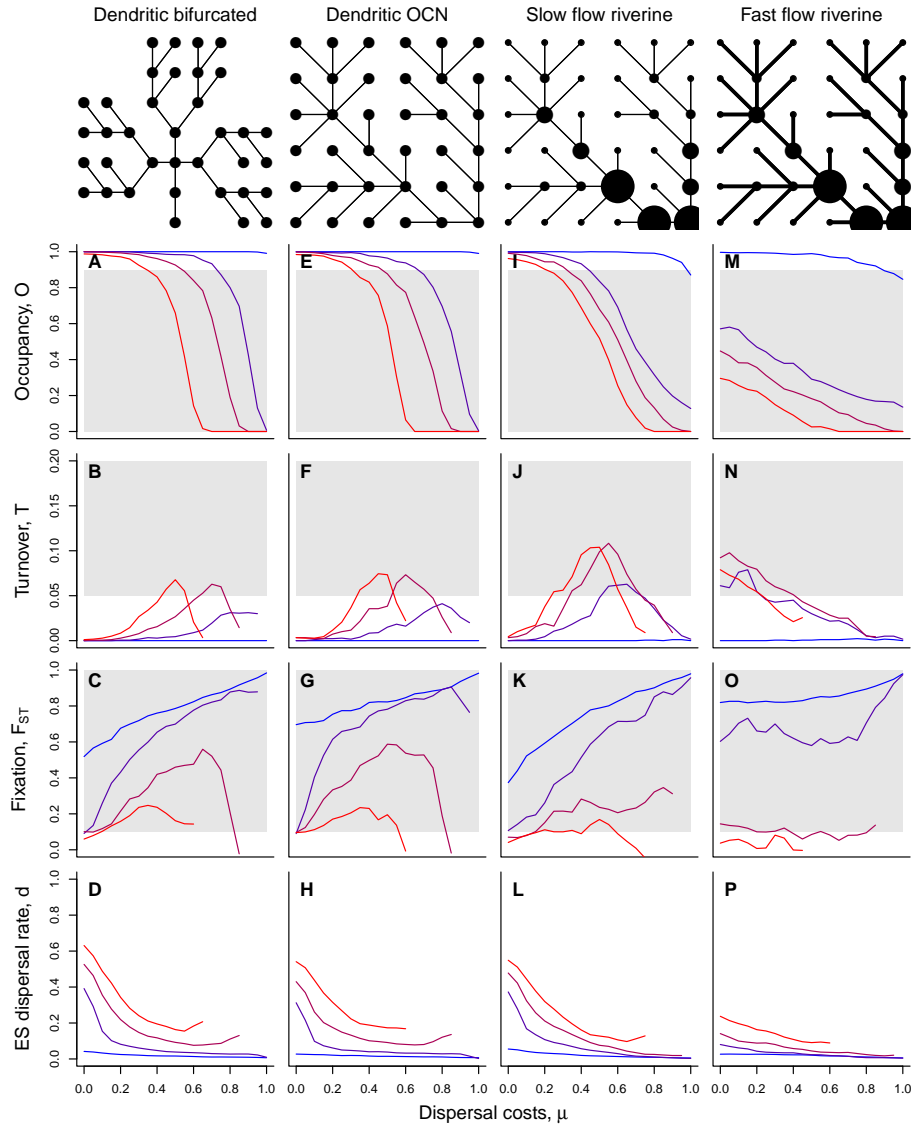 Dendritic bifurcated Dendritic OCN Slow flow riverine Fast flow riverine
A E I M
Occupancy, O
0.0 0.2 0.4 0.6 0.8 1.0
B F J N
Turnover, T
0.00 0.05 0.10 0.15 0.20
C G K O
Fixation, F_ST
0.0 0.2 0.4 0.6 0.8 1.0
D H L P
ES dispersal rate, d
0.0 0.2 0.4 0.6 0.8 1.0
0.0 0.2 0.4 0.6 0.8 1.0 0.0 0.2 0.4 0.6 0.8 1.0 0.0 0.2 0.4 0.6 0.8 1.0 0.0 0.2 0.4 0.6 0.8 1.0
Dispersal costs, μ